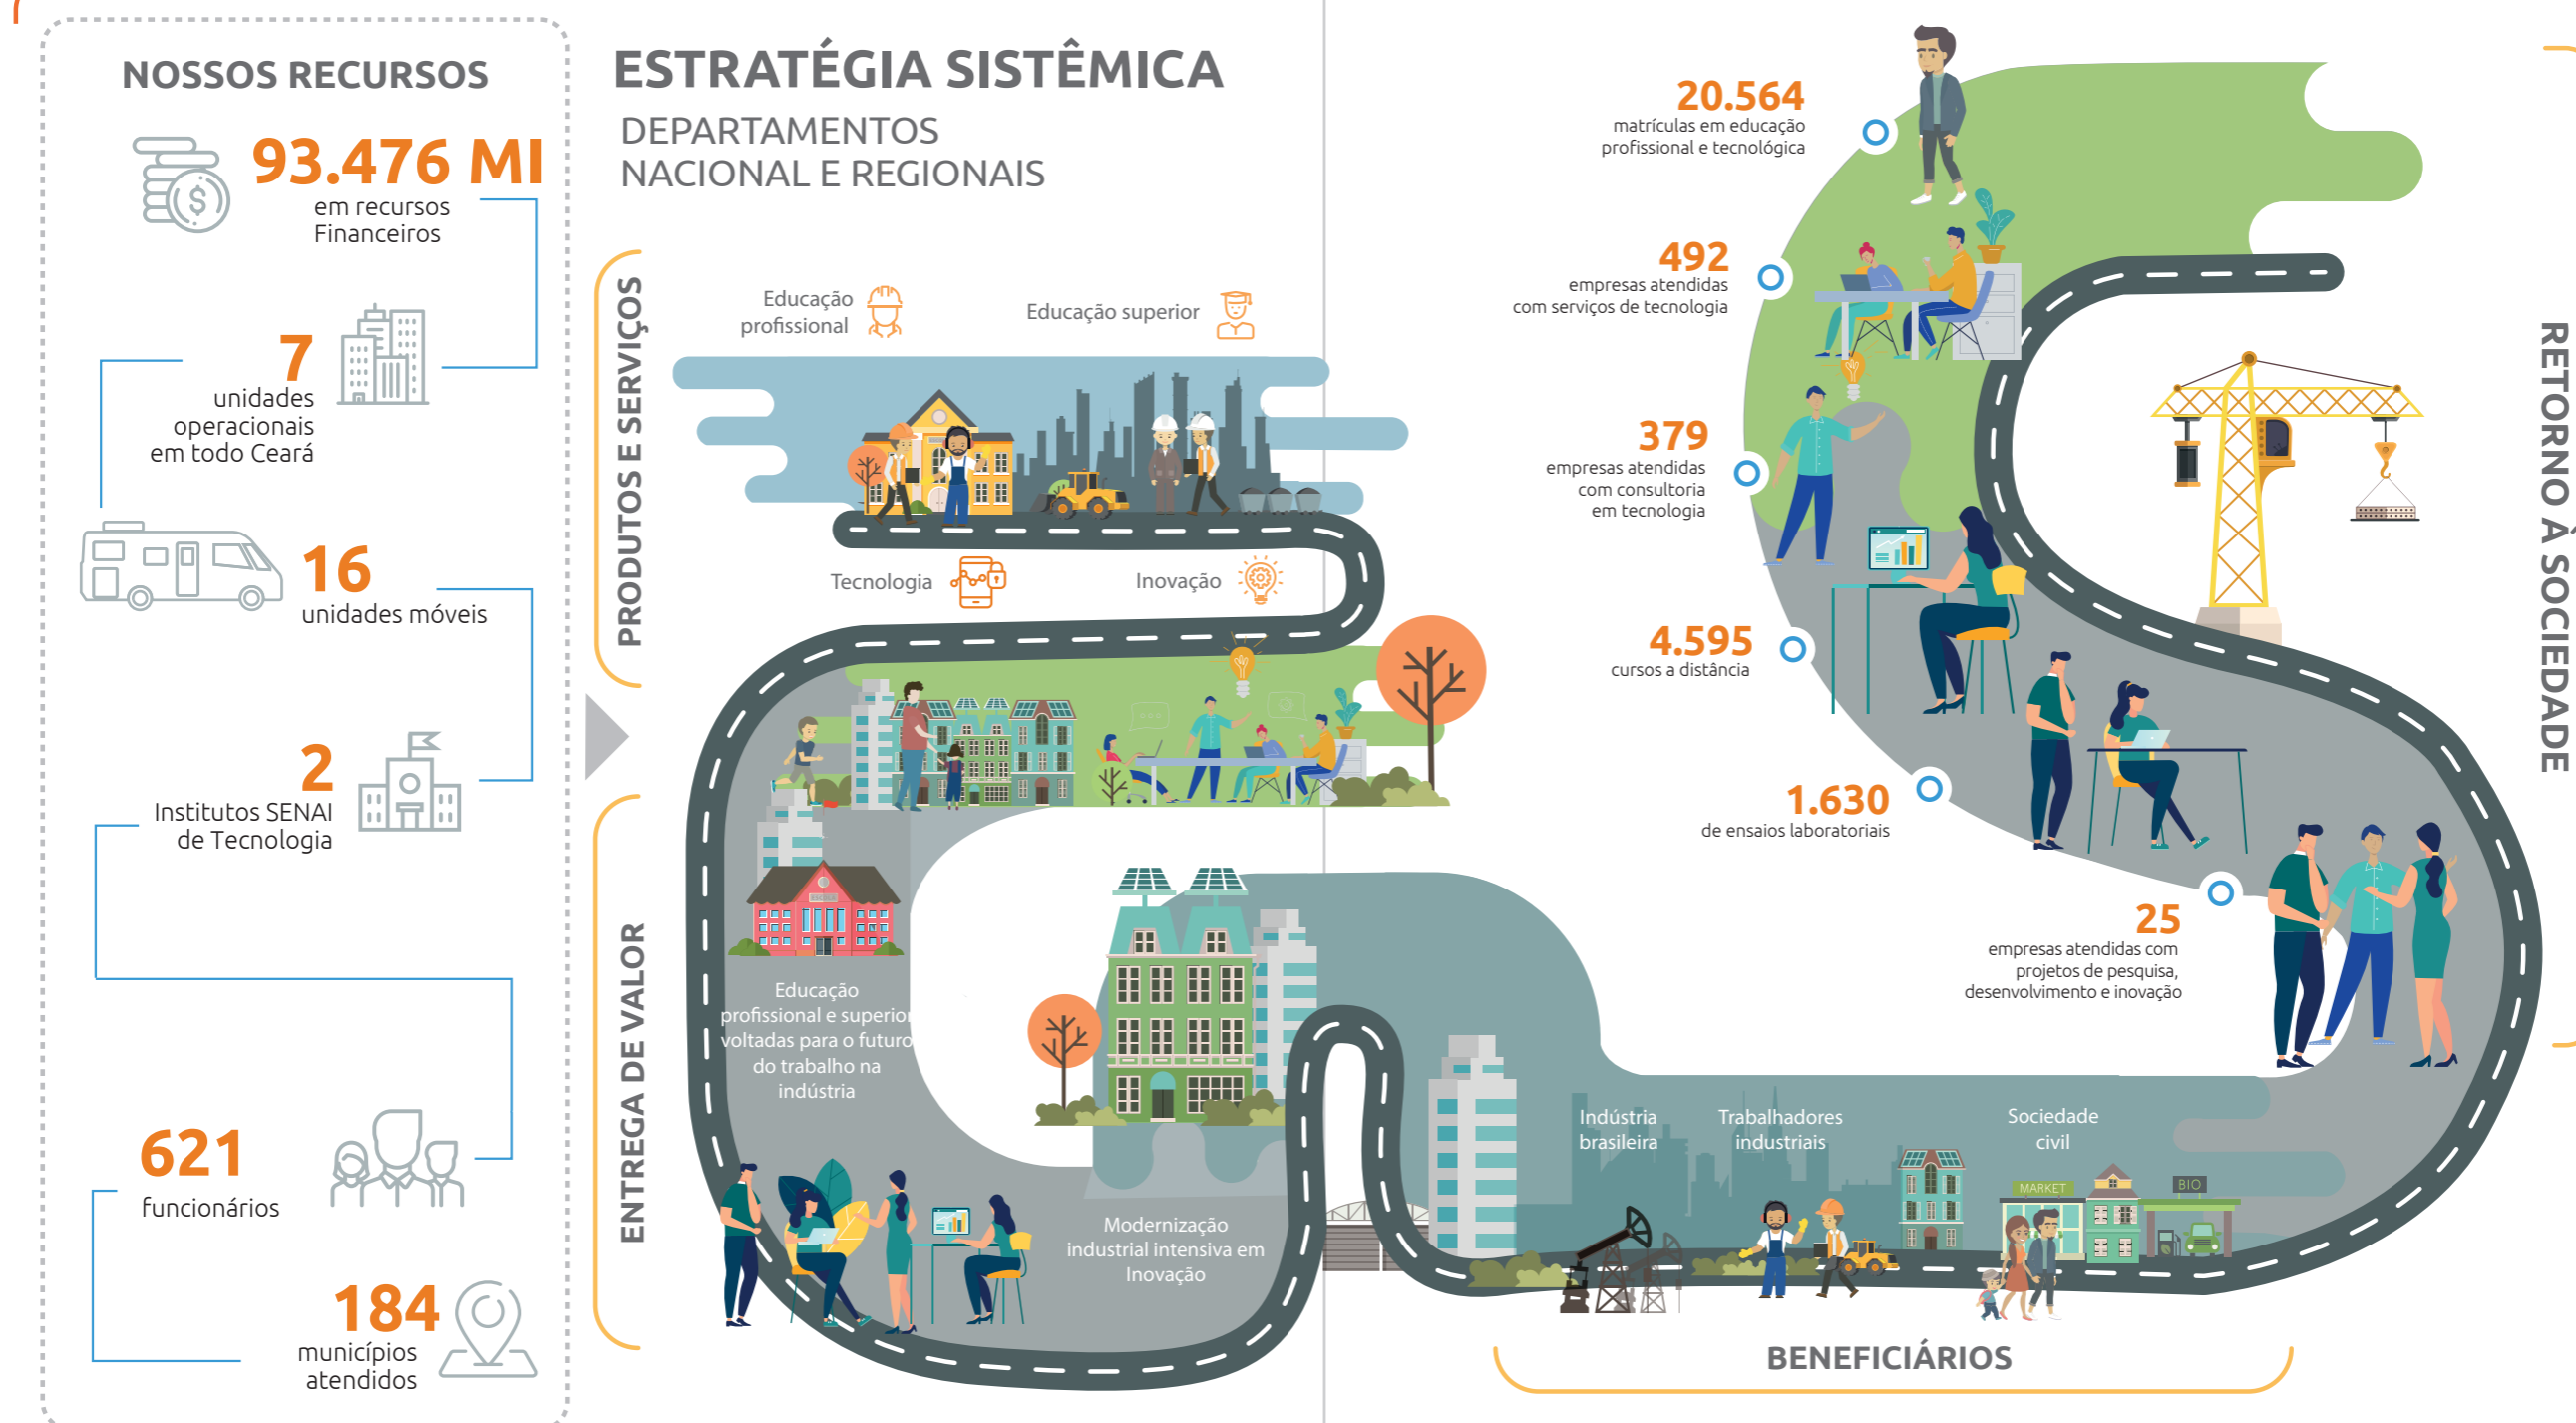 NOSSOS RECURSOS
93.476 MI
em recursos
Financeiros
7
unidades
operacionais
em todo Ceará
16
unidades móveis
2
Institutos SENAI
de Tecnologia
621
funcionários
184
municípios
atendidos
ESTRATÉGIA SISTÊMICA
DEPARTAMENTOS
NACIONAL E REGIONAIS
PRODUTOS E SERVIÇOS
Educação
profissional
Educação superior
Tecnologia
Inovação
ENTREGA DE VALOR
ESCOLA
Educação
profissional e superior
voltadas para o futuro
do trabalho na
indústria
Modernização
industrial intensiva em
Inovação
Indústria
brasileira
Trabalhadores
industriais
Sociedade
civil
MARKET
BIO
BENEFICIÁRIOS
20.564
matrículas em educação
profissional e tecnológica
492
empresas atendidas
com serviços de tecnologia
379
empresas atendidas
com consultoria
em tecnologia
4.595
cursos a distância
1.630
de ensaios laboratoriais
25
empresas atendidas com
projetos de pesquisa,
desenvolvimento e inovação
RETORNO À SOCIEDADE